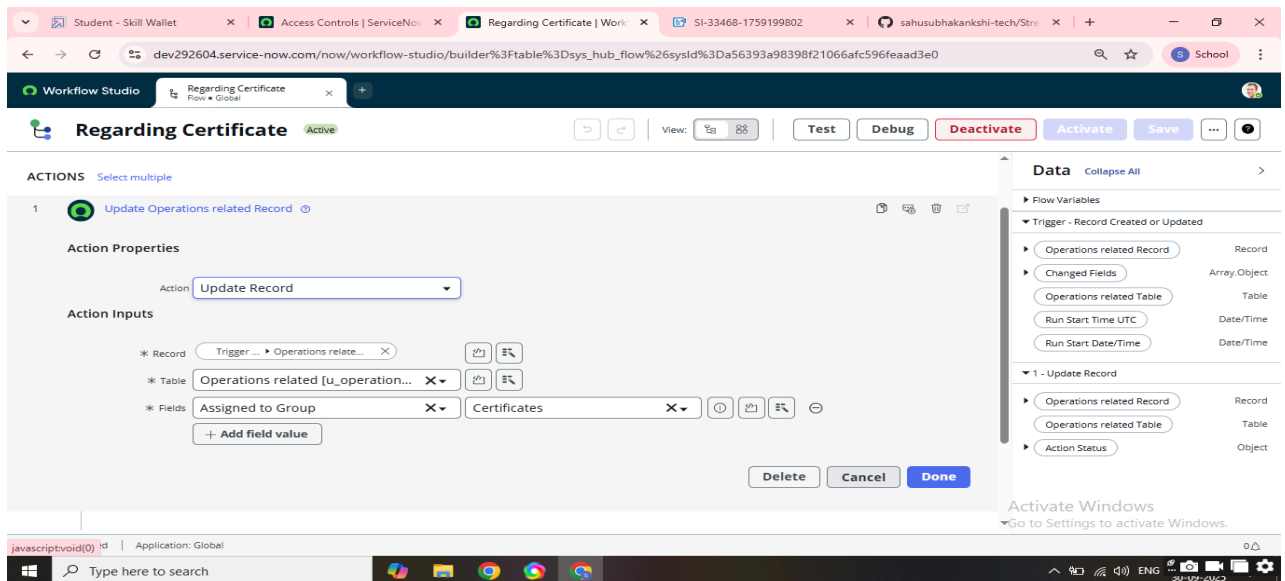 Student - Skill Wallet
Access Controls | ServiceNow
Regarding Certificate | Work
SI-33468-1759199802
sahusubhakankshi-tech/Stre
dev292604.service-now.com/now/workflow-studio/builder%3Ftable%3Dsys_hub_flow%26sysId%3Da56393a98398f21066afc596feaad3e0
S School
Workflow Studio
Regarding Certificate
Flow • Global
Regarding Certificate Active
View:
Test Debug Deactivate Activate Save
ACTIONS Select multiple
1 Update Operations related Record
Action Properties
Action Update Record
Action Inputs
* Record Trigger ... ▸ Operations relate...
* Table Operations related [u_operation...
* Fields Assigned to Group Certificates
+ Add field value
Delete Cancel Done
Data Collapse All
Flow Variables
Trigger - Record Created or Updated
Operations related Record Record
Changed Fields Array.Object
Operations related Table Table
Run Start Time UTC Date/Time
Run Start Date/Time Date/Time
1 - Update Record
Operations related Record Record
Operations related Table Table
Action Status Object
Activate Windows
Go to Settings to activate Windows.
javascript:void(0)
Application: Global
0
Type here to search
ENG
30-09-2025